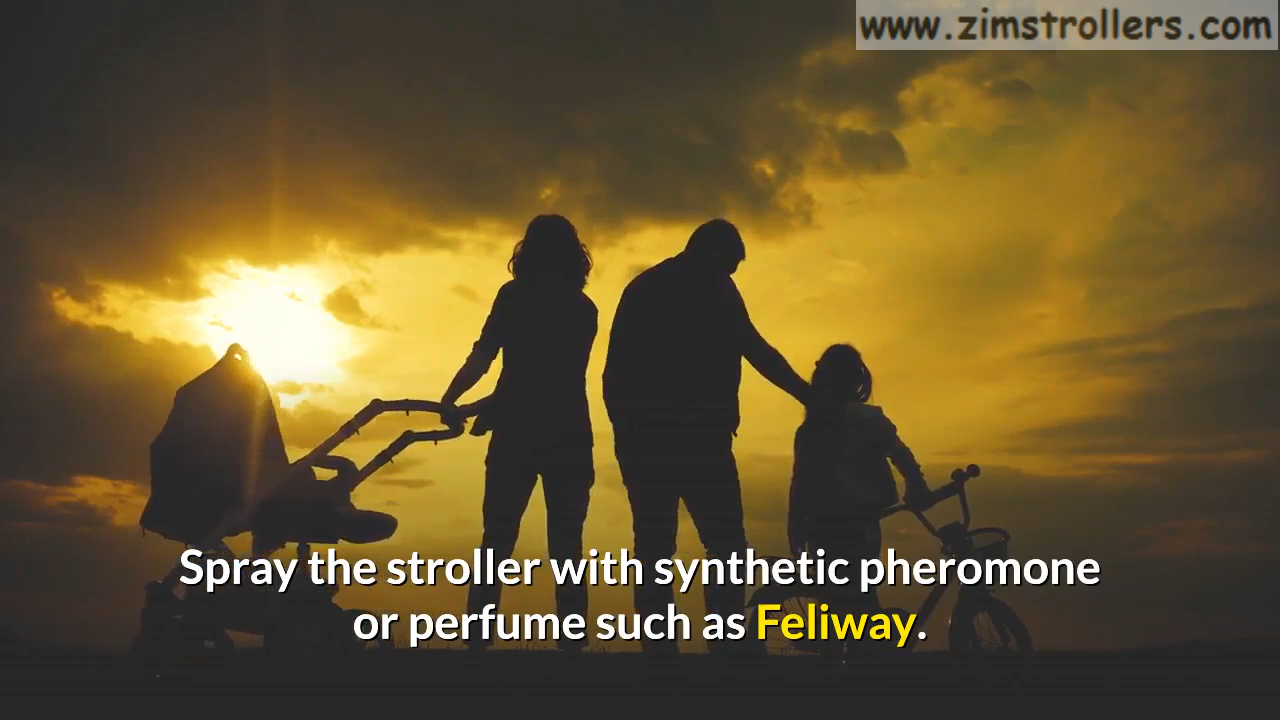 www.zimstrollers.com
Spray the stroller with synthetic pheromone
or perfume such as Feliway.